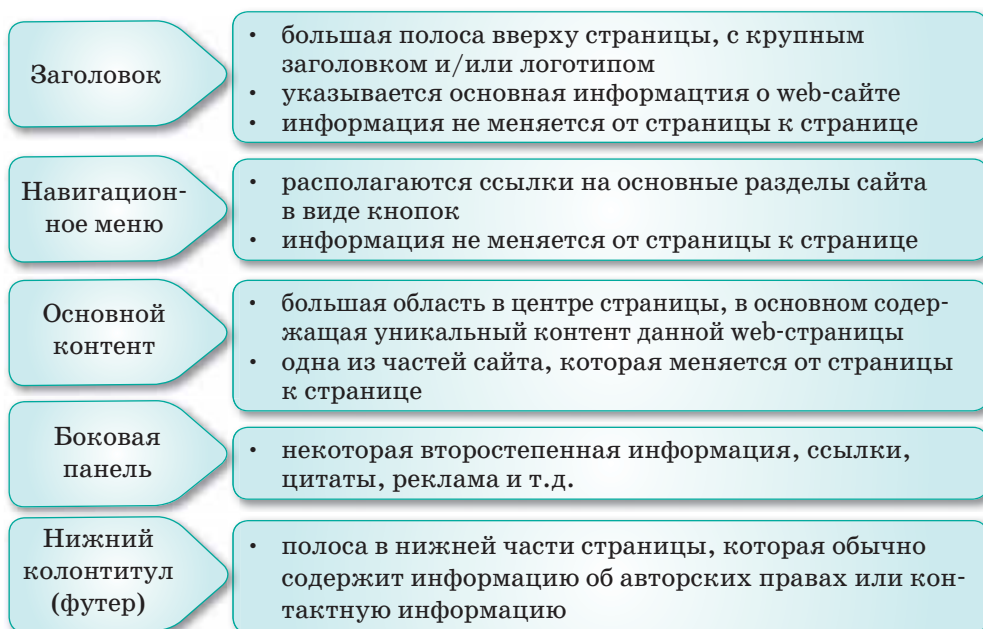 Заголовок
• большая полоса вверху страницы, с крупным
заголовком и/или логотипом
• указывается основная информацтия о web-сайте
• информация не меняется от страницы к странице
Навигацион-
ное меню
• располагаются ссылки на основные разделы сайта
в виде кнопок
• информация не меняется от страницы к странице
Основной
контент
• большая область в центре страницы, в основном содер-
жащая уникальный контент данной web-страницы
• одна из частей сайта, которая меняется от страницы
к странице
Боковая
панель
• некоторая второстепенная информация, ссылки,
цитаты, реклама и т.д.
Нижний
колонтитул
(футер)
• полоса в нижней части страницы, которая обычно
содержит информацию об авторских правах или кон-
тактную информацию